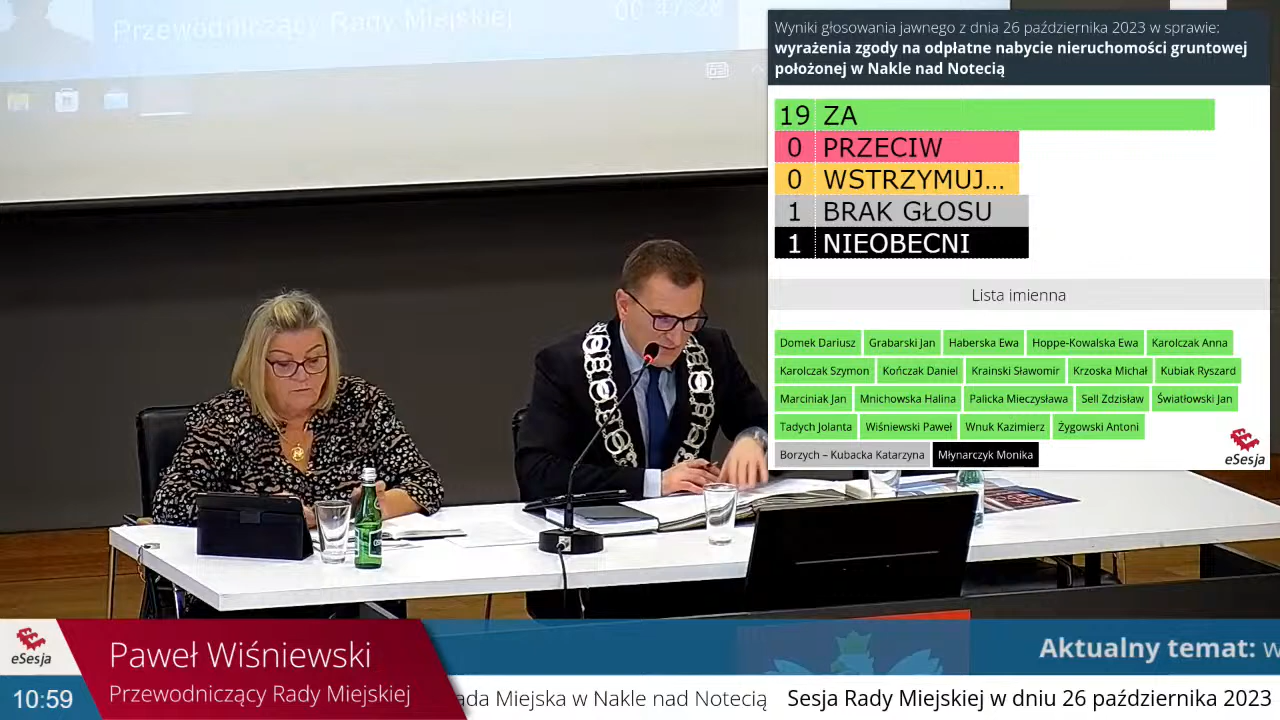 Przewodniczący Rady Miejskiej
00:47:28
Wyniki głosowania jawnego z dnia 26 października 2023 w sprawie:
wyrażenia zgody na odpłatne nabycie nieruchomości gruntowej
położonej w Nakle nad Notecią
19 ZA
0 PRZECIW
0 WSTRZYMUJ...
1 BRAK GŁOSU
1 NIEOBECNI
Lista imienna
Domek Dariusz Grabarski Jan Haberska Ewa Hoppe-Kowalska Ewa Karolczak Anna
Karolczak Szymon Kończak Daniel Krainski Sławomir Krzoska Michał Kubiak Ryszard
Marciniak Jan Mnichowska Halina Palicka Mieczysława Sell Zdzisław Światłowski Jan
Tadych Jolanta Wiśniewski Paweł Wnuk Kazimierz Żygowski Antoni
Borzych – Kubacka Katarzyna Młynarczyk Monika
eSesja
eSesja
Paweł Wiśniewski
Przewodniczący Rady Miejskiej
Aktualny temat: w
10:59
ada Miejska w Nakle nad Notecią Sesja Rady Miejskiej w dniu 26 października 2023